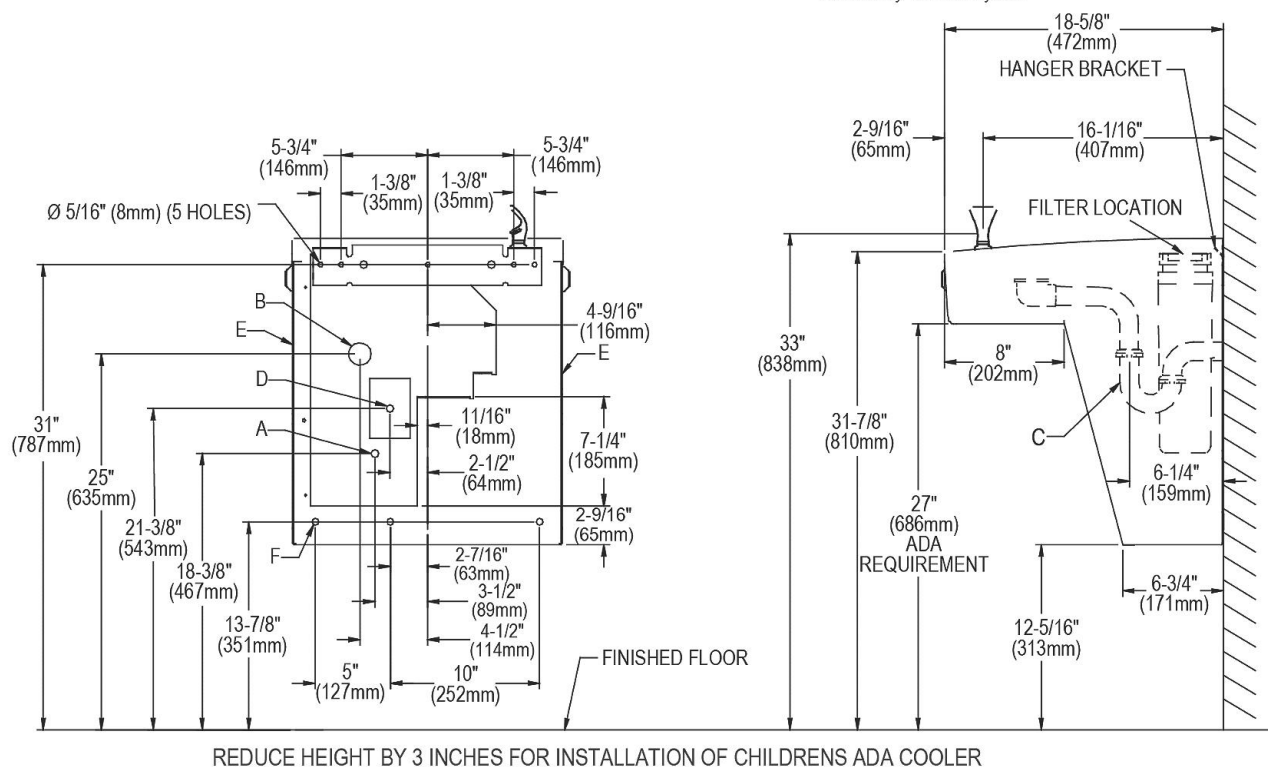 18-5/8"
(472mm)
HANGER BRACKET
2-9/16"
(65mm)
16-1/16"
(407mm)
5-3/4"
(146mm)
5-3/4"
(146mm)
1-3/8"
(35mm)
1-3/8"
(35mm)
Ø 5/16" (8mm) (5 HOLES)
FILTER LOCATION
B
E
4-9/16"
(116mm)
E
33"
(838mm)
8"
(202mm)
D
A
11/16"
(18mm)
7-1/4"
(185mm)
31"
(787mm)
31-7/8"
(810mm)
C
25"
(635mm)
2-1/2"
(64mm)
6-1/4"
(159mm)
21-3/8"
(543mm)
2-9/16"
(65mm)
27"
(686mm)
ADA
REQUIREMENT
F
18-3/8"
(467mm)
2-7/16"
(63mm)
3-1/2"
(89mm)
6-3/4"
(171mm)
13-7/8"
(351mm)
4-1/2"
(114mm)
12-5/16"
(313mm)
5"
(127mm)
10"
(252mm)
FINISHED FLOOR
REDUCE HEIGHT BY 3 INCHES FOR INSTALLATION OF CHILDRENS ADA COOLER